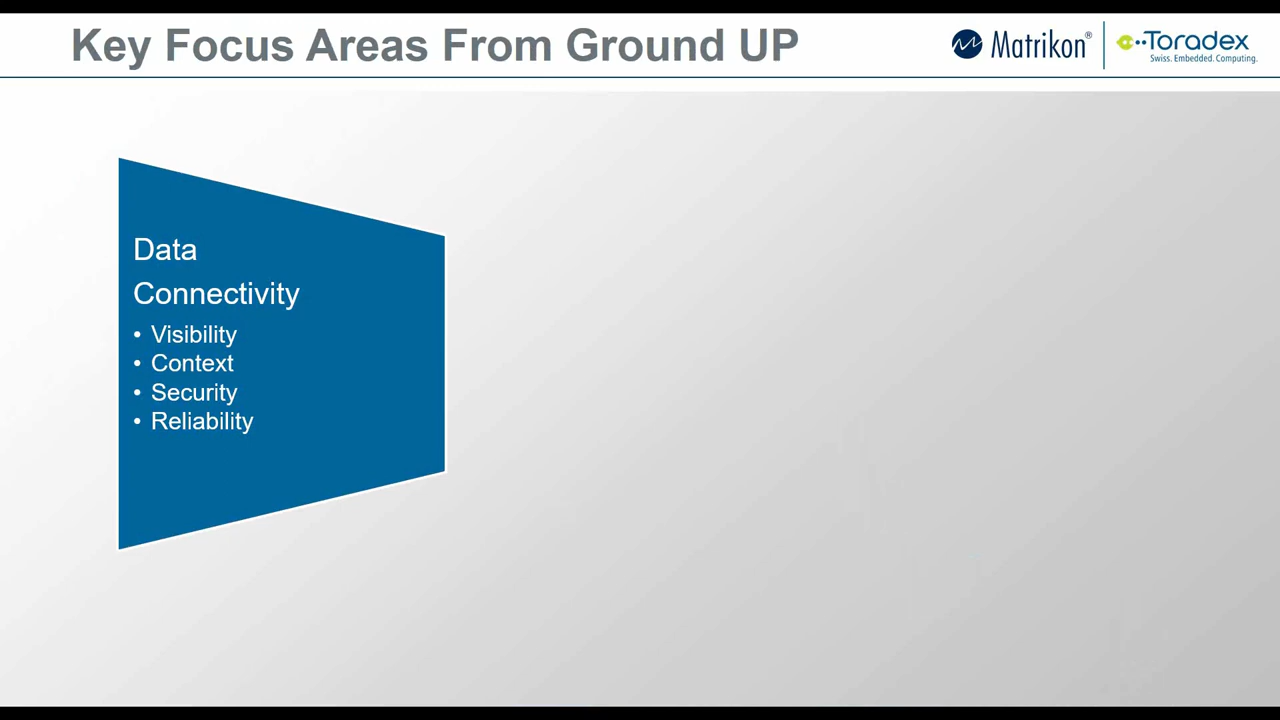 Key Focus Areas From Ground UP
Matrikon®
Toradex
Swiss. Embedded. Computing.
Data
Connectivity
• Visibility
• Context
• Security
• Reliability